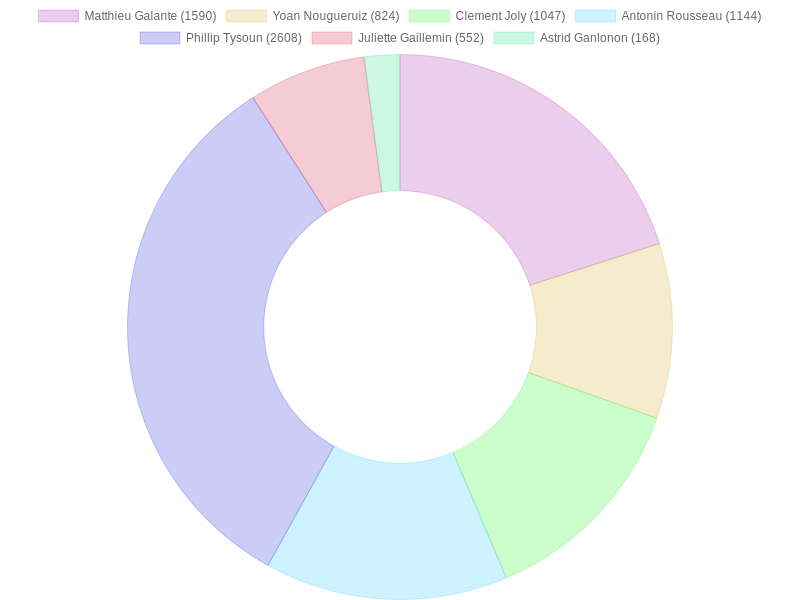 Matthieu Galante (1590) Yoan Nougueruiz (824) Clement Joly (1047) Antonin Rousseau (1144)
Phillip Tysoun (2608) Juliette Gaillemin (552) Astrid Ganlonon (168)